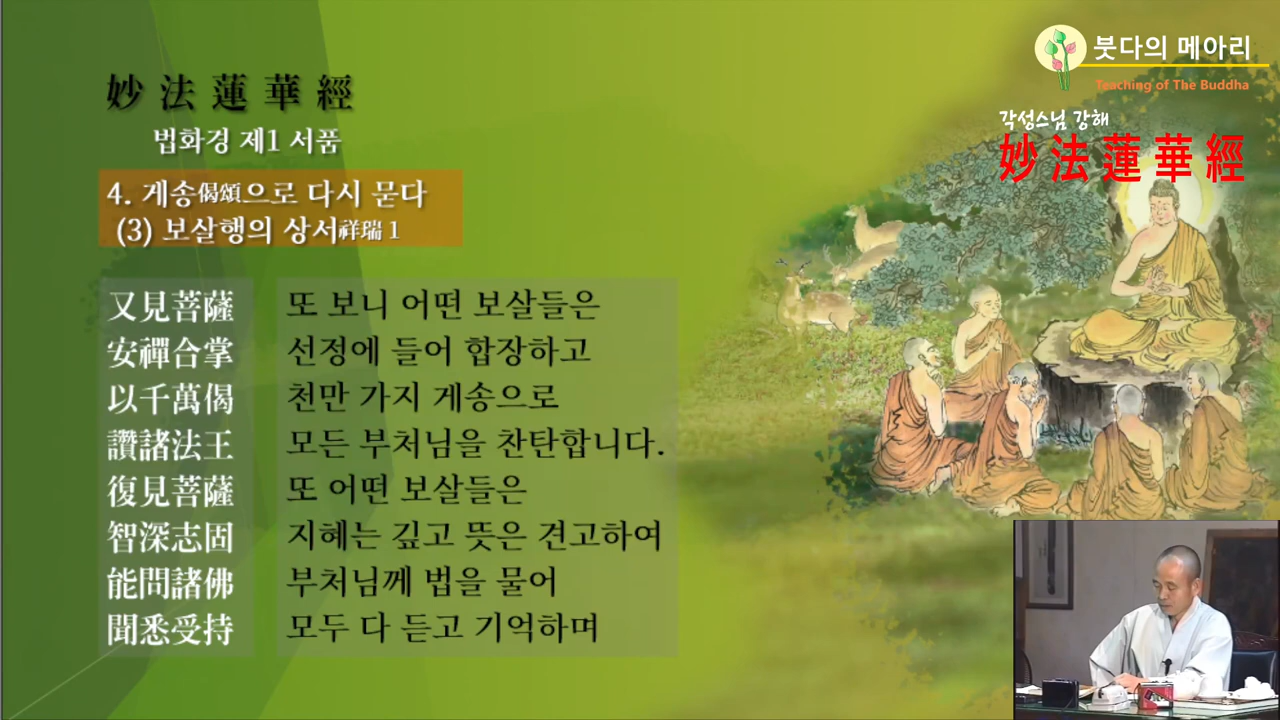 妙法蓮華經
법화경 제1 서품
4. 게송偈頌으로 다시 묻다
(3) 보살행의 상서祥瑞 1
又見菩薩 또 보니 어떤 보살들은
安禪合掌 선정에 들어 합장하고
以千萬偈 천만 가지 게송으로
讚諸法王 모든 부처님을 찬탄합니다.
復見菩薩 또 어떤 보살들은
智深志固 지혜는 깊고 뜻은 견고하여
能問諸佛 부처님께 법을 물어
聞悉受持 모두 다 듣고 기억하며
붓다의 메아리
Teaching of The Buddha
각성스님 강해
妙法蓮華經